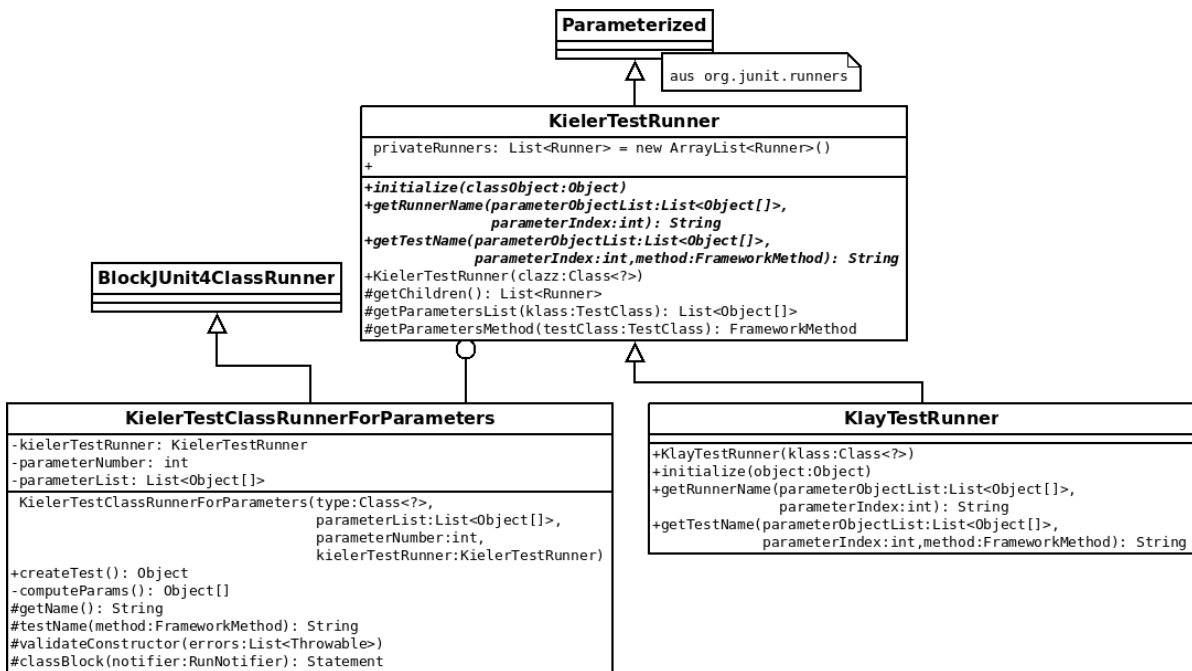 Parameterized
aus org.junit.runners
KielerTestRunner
privateRunners: List<Runner> = new ArrayList<Runner>()
+
+initialize(classObject:Object)
+getRunnerName(parameterObjectList:List<Object[]>,
parameterIndex:int): String
+getTestName(parameterObjectList:List<Object[]>,
parameterIndex:int,method:FrameworkMethod): String
+KielerTestRunner(clazz:Class<?>)
#getChildren(): List<Runner>
#getParametersList(klass:TestClass): List<Object[]>
#getParametersMethod(testClass:TestClass): FrameworkMethod
BlockJUnit4ClassRunner
KielerTestClassRunnerForParameters
-kielerTestRunner: KielerTestRunner
-parameterNumber: int
-parameterList: List<Object[]>
KielerTestClassRunnerForParameters(type:Class<?>,
parameterList:List<Object[]>,
parameterNumber:int,
kielerTestRunner:KielerTestRunner)
+createTest(): Object
-computeParams(): Object[]
#getName(): String
#testName(method:FrameworkMethod): String
#validateConstructor(errors:List<Throwable>)
#classBlock(notifier:RunNotifier): Statement
KlayTestRunner
+KlayTestRunner(klass:Class<?>)
+initialize(object:Object)
+getRunnerName(parameterObjectList:List<Object[]>,
parameterIndex:int): String
+getTestName(parameterObjectList:List<Object[]>,
parameterIndex:int,method:FrameworkMethod): String